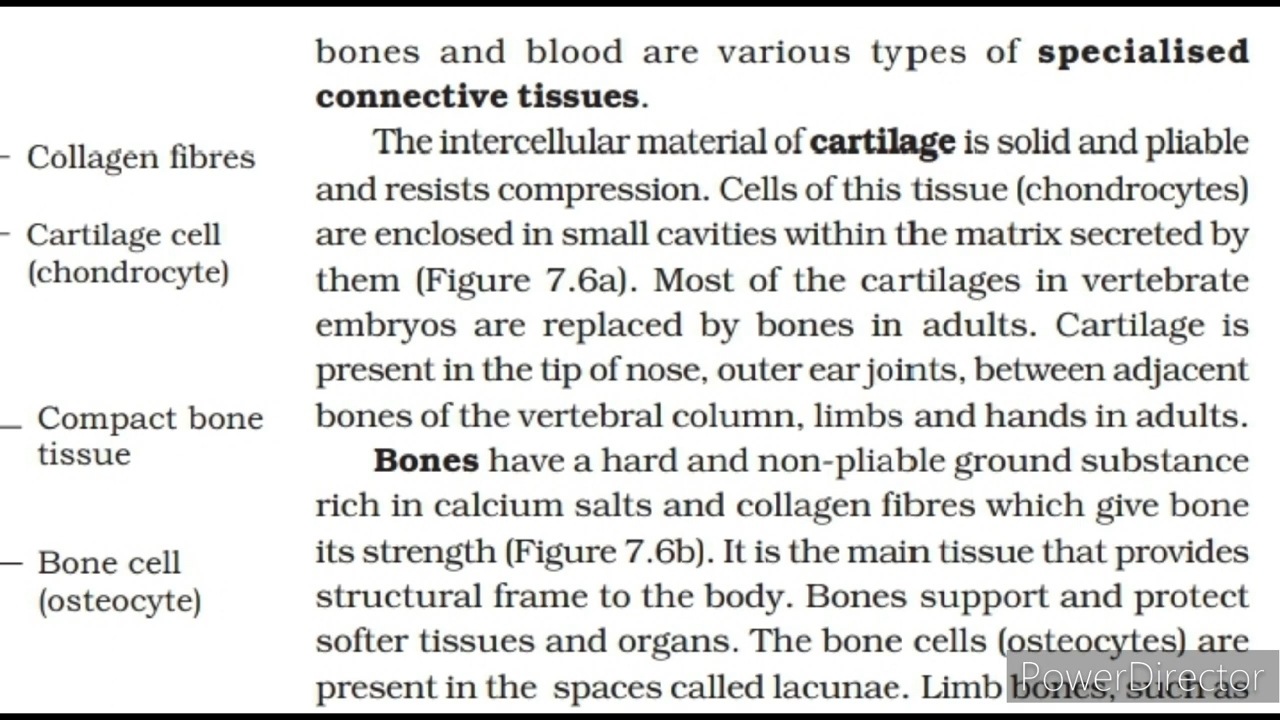 bones and blood are various types of specialised
connective tissues.
The intercellular material of cartilage is solid and pliable
and resists compression. Cells of this tissue (chondrocytes)
are enclosed in small cavities within the matrix secreted by
them (Figure 7.6a). Most of the cartilages in vertebrate
embryos are replaced by bones in adults. Cartilage is
present in the tip of nose, outer ear joints, between adjacent
bones of the vertebral column, limbs and hands in adults.
Bones have a hard and non-pliable ground substance
rich in calcium salts and collagen fibres which give bone
its strength (Figure 7.6b). It is the main tissue that provides
structural frame to the body. Bones support and protect
softer tissues and organs. The bone cells (osteocytes) are
present in the spaces called lacunae. Limb bones, such as
Collagen fibres
Cartilage cell
(chondrocyte)
Compact bone
tissue
Bone cell
(osteocyte)
PowerDirector